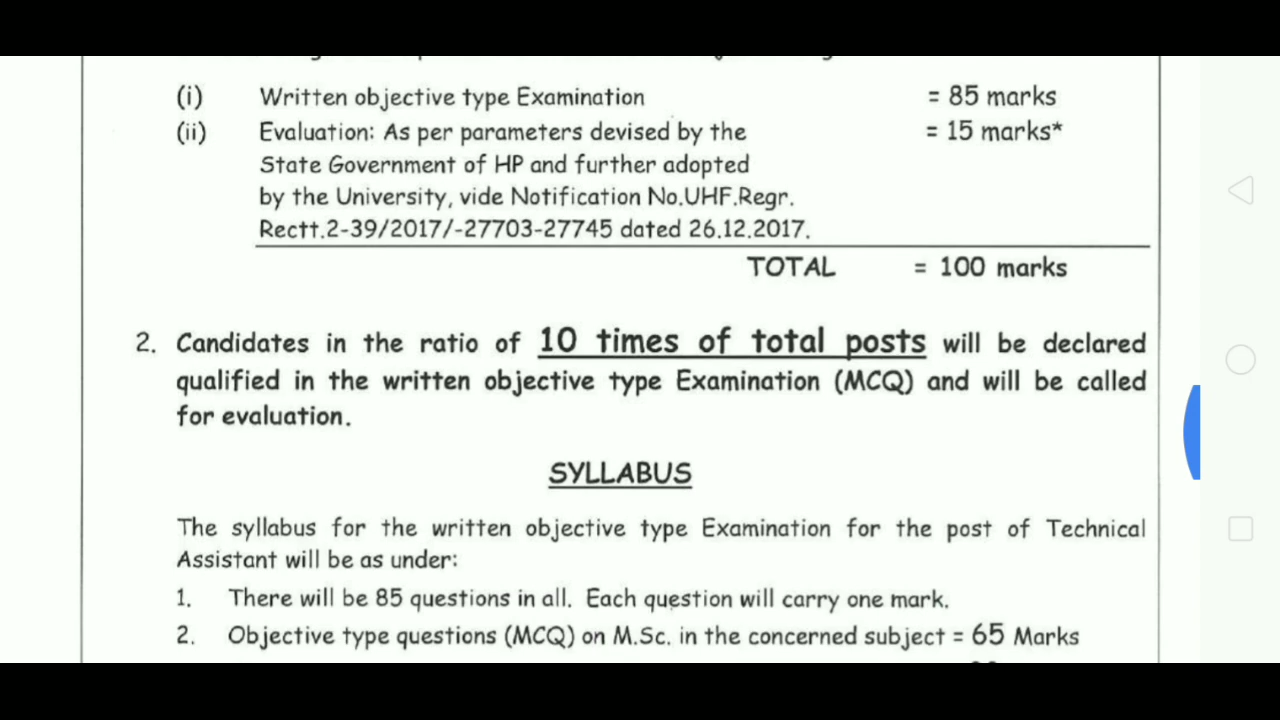 (i) Written objective type Examination = 85 marks
(ii) Evaluation: As per parameters devised by the = 15 marks*
State Government of HP and further adopted
by the University, vide Notification No.UHF.Regr.
Rectt.2-39/2017/-27703-27745 dated 26.12.2017.
TOTAL = 100 marks
2. Candidates in the ratio of 10 times of total posts will be declared
qualified in the written objective type Examination (MCQ) and will be called
for evaluation.
SYLLABUS
The syllabus for the written objective type Examination for the post of Technical
Assistant will be as under:
1. There will be 85 questions in all. Each question will carry one mark.
2. Objective type questions (MCQ) on M.Sc. in the concerned subject = 65 Marks